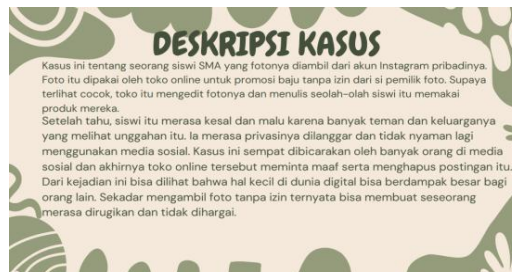 DESKRIPSI KASUS
Kasus ini tentang seorang siswi SMA yang fotonya diambil dari akun Instagram pribadinya.
Foto itu dipakai oleh toko online untuk promosi baju tanpa izin dari si pemilik foto. Supaya
terlihat cocok, toko itu mengedit fotonya dan menulis seolah-olah siswi itu memakai
produk mereka.
Setelah tahu, siswi itu merasa kesal dan malu karena banyak teman dan keluarganya
yang melihat unggahan itu. Ia merasa privasinya dilanggar dan tidak nyaman lagi
menggunakan media sosial. Kasus ini sempat dibicarakan oleh banyak orang di media
sosial dan akhirnya toko online tersebut meminta maaf serta menghapus postingan itu.
Dari kejadian ini bisa dilihat bahwa hal kecil di dunia digital bisa berdampak besar bagi
orang lain. Sekadar mengambil foto tanpa izin ternyata bisa membuat seseorang
merasa dirugikan dan tidak dihargai.